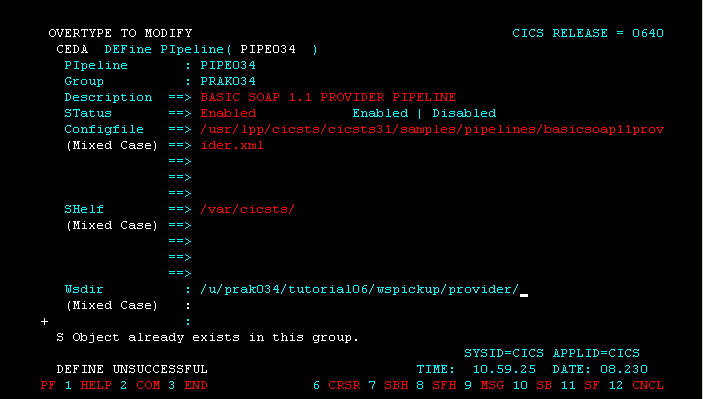 OVERTYPE TO MODIFY                                        CICS RELEASE = 0640
CEDA  DEFine PIpeline( PIPE034  )
PIpeline       : PIPE034
Group          : PRAK034
Description  ==> BASIC SOAP 1.1 PROVIDER PIPELINE
STatus       ==> Enabled            Enabled | Disabled
Configfile   ==> /usr/lpp/cicsts/cicsts31/samples/pipelines/basicsoap11prov
(Mixed Case) ==> ider.xml
==>
==>
==>
SHelf        ==> /var/cicsts/
(Mixed Case) ==>
==>
==>
==>
Wsdir          : /u/prak034/tutorial06/wspickup/provider/_
(Mixed Case)   :
+                 :
S Object already exists in this group.
SYSID=CICS APPLID=CICS
DEFINE UNSUCCESSFUL                          TIME:  10.59.25  DATE: 08.230
PF 1 HELP 2 COM 3 END             6 CRSR 7 SBH 8 SFH 9 MSG 10 SB 11 SF 12 CNCL